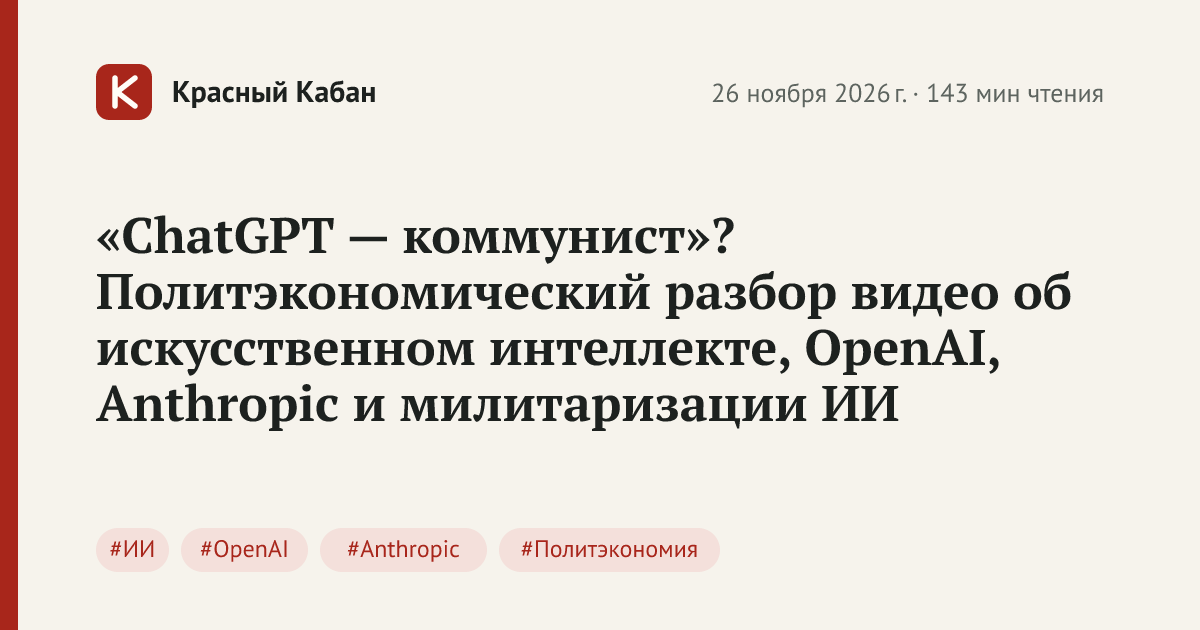 K
Красный Кабан
26 ноября 2026 г. · 143 мин чтения
«ChatGPT — коммунист»?
Политэкономический разбор видео об
искусственном интеллекте, OpenAI,
Anthropic и милитаризации ИИ
#ИИ #OpenAI #Anthropic #Политэкономия